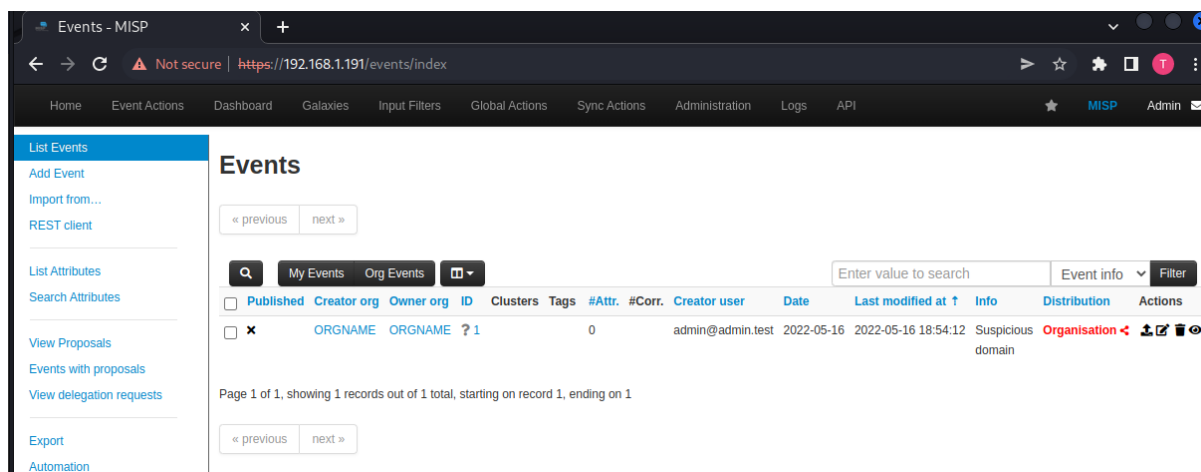 Events - MISP
Not secure | https://192.168.1.191/events/index
T
Home Event Actions Dashboard Galaxies Input Filters Global Actions Sync Actions Administration Logs API MISP Admin
List Events
Add Event
Import from...
REST client
List Attributes
Search Attributes
View Proposals
Events with proposals
View delegation requests
Export
Automation
Events
« previous next »
My Events Org Events Enter value to search Event info Filter
Published Creator org Owner org ID Clusters Tags #Attr. #Corr. Creator user Date Last modified at ↑ Info Distribution Actions
ORGNAME ORGNAME ? 1 0 admin@admin.test 2022-05-16 2022-05-16 18:54:12 Suspicious Organisation
domain
Page 1 of 1, showing 1 records out of 1 total, starting on record 1, ending on 1
« previous next »